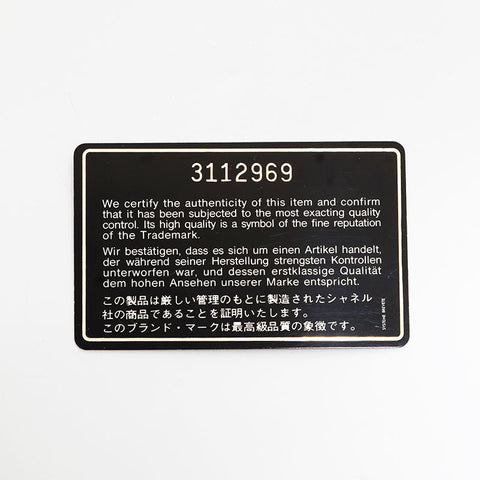 3112969
We certify the authenticity of this item and confirm
that it has been subjected to the most exacting quality
control. Its high quality is a symbol of the fine reputation
of the Trademark.
Wir bestätigen, dass es sich um einen Artikel handelt,
der während seiner Herstellung strengsten Kontrollen
unterworfen war, und dessen erstklassige Qualität
dem hohen Ansehen unserer Marke entspricht.
この製品は厳しい管理のもとに製造されたシャネル
社の商品であることを証明いたします。
このブランド・マークは最高級品質の象徴です。
SYSTEME BREVETE